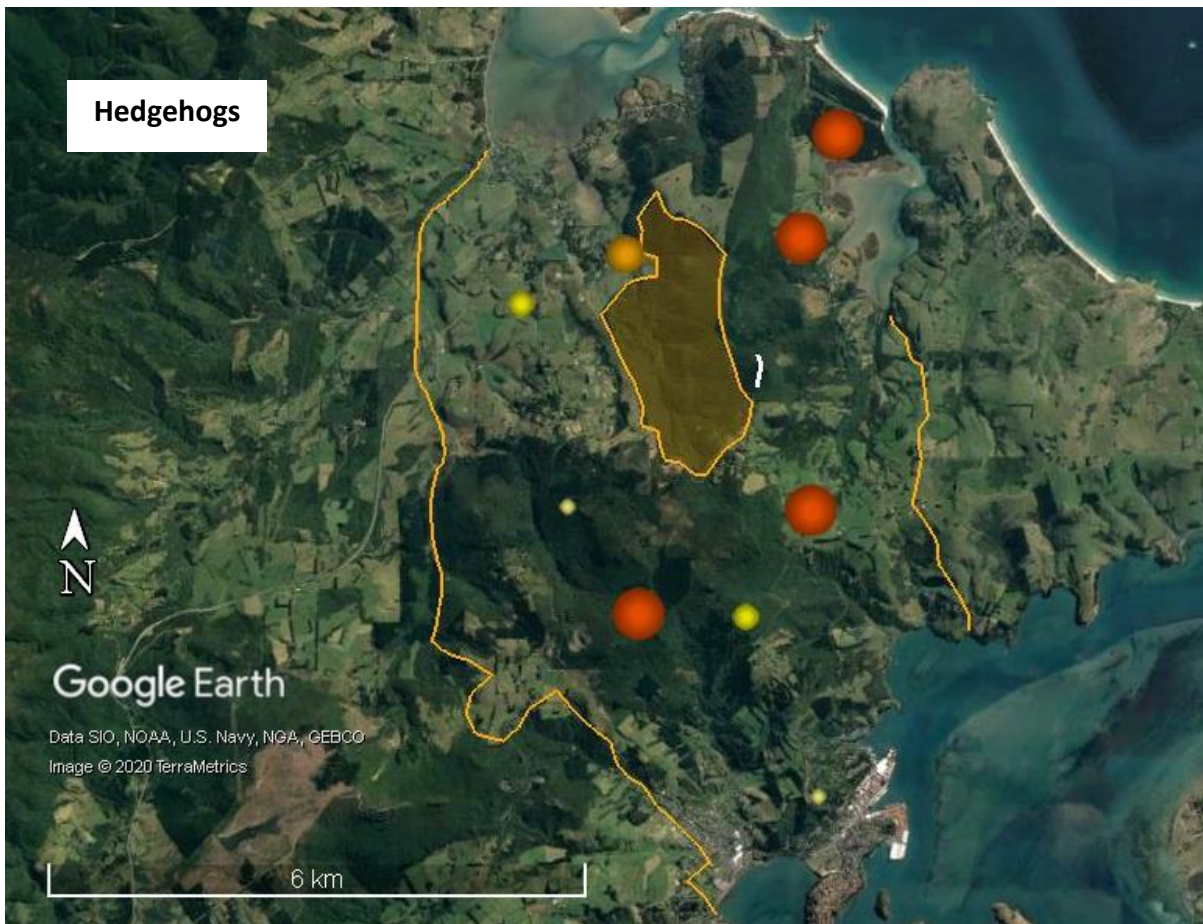 Hedgehogs
N
Google Earth
Data SIO, NOAA, U.S. Navy, NGA, GEBCO
Image © 2020 TerraMetrics
6 km